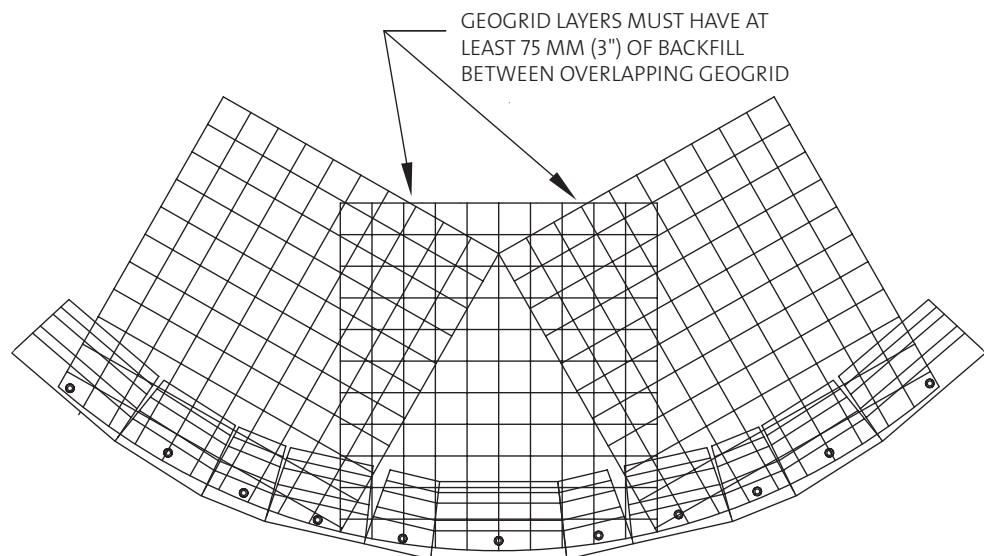 GEOGRID LAYERS MUST HAVE AT
LEAST 75 MM (3") OF BACKFILL
BETWEEN OVERLAPPING GEOGRID